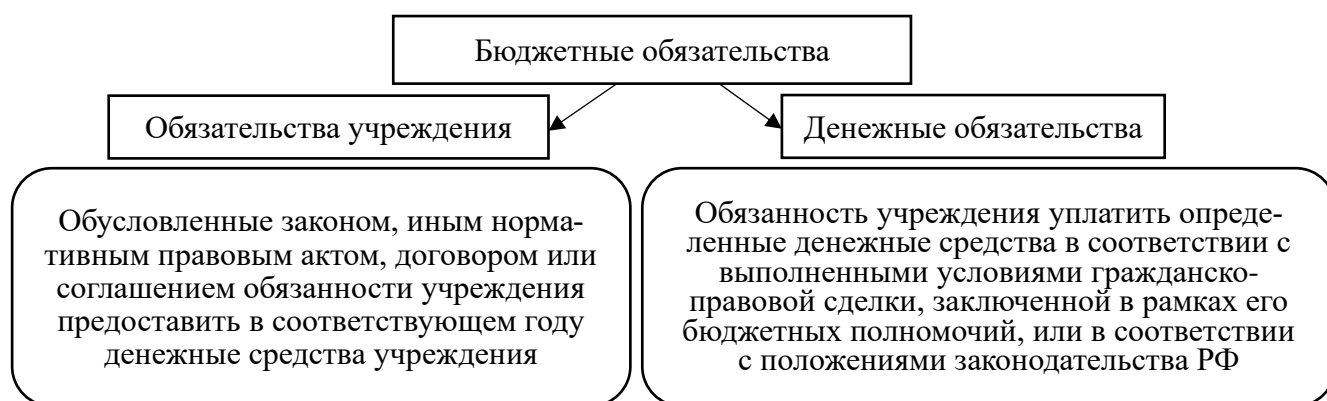 Бюджетные обязательства
Обязательства учреждения
Денежные обязательства
Обусловленные законом, иным норма-
тивным правовым актом, договором или
соглашением обязанности учреждения
предоставить в соответствующем году
денежные средства учреждения
Обязанность учреждения уплатить опреде-
ленные денежные средства в соответствии с
выполненными условиями гражданско-
правовой сделки, заключенной в рамках его
бюджетных полномочий, или в соответствии
с положениями законодательства РФ